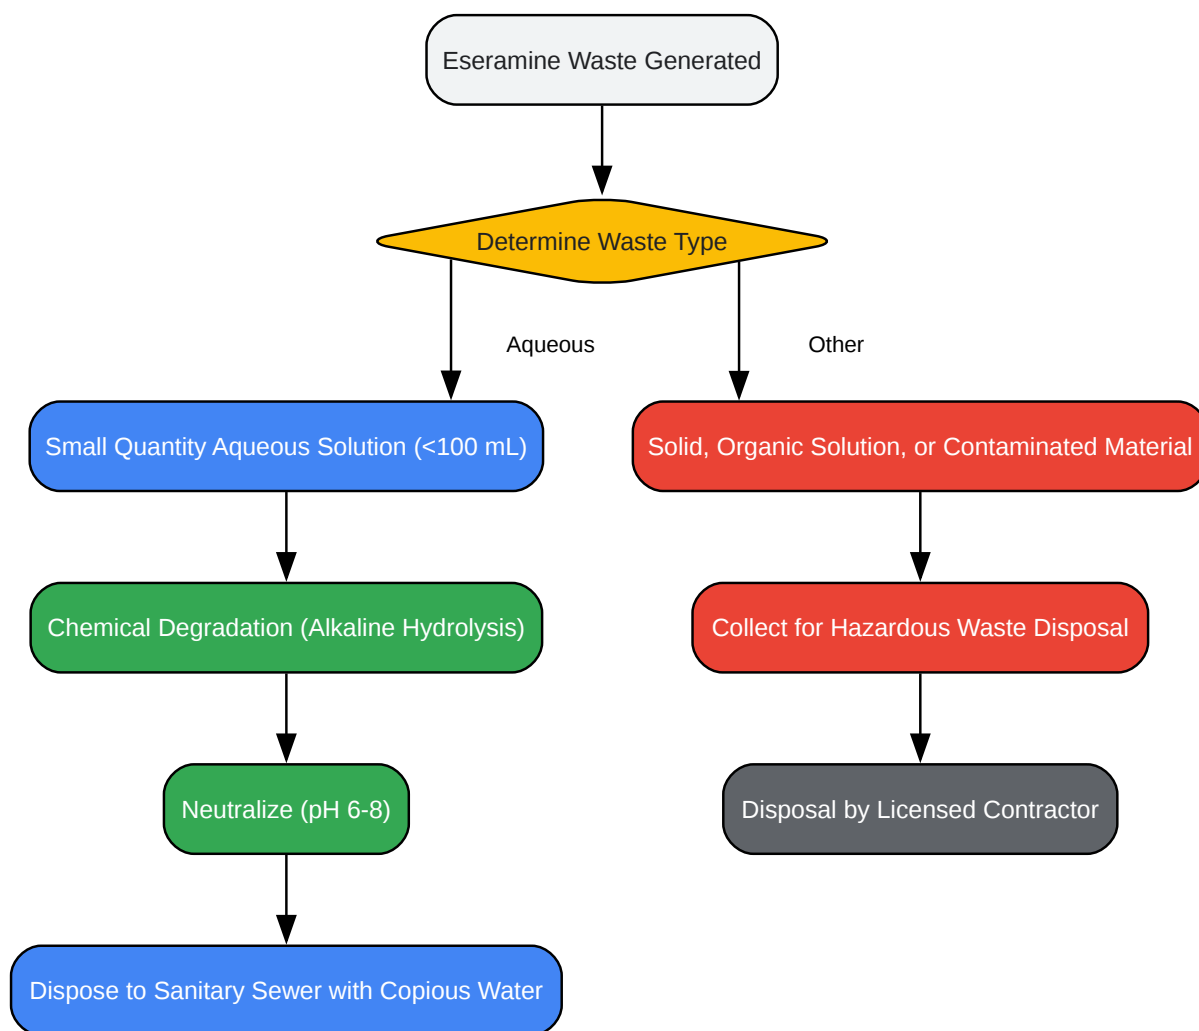 Eseramine Waste Generated
Determine Waste Type
Aqueous
Other
Small Quantity Aqueous Solution (<100 mL)
Solid, Organic Solution, or Contaminated Material
Chemical Degradation (Alkaline Hydrolysis)
Collect for Hazardous Waste Disposal
Neutralize (pH 6-8)
Disposal by Licensed Contractor
Dispose to Sanitary Sewer with Copious Water